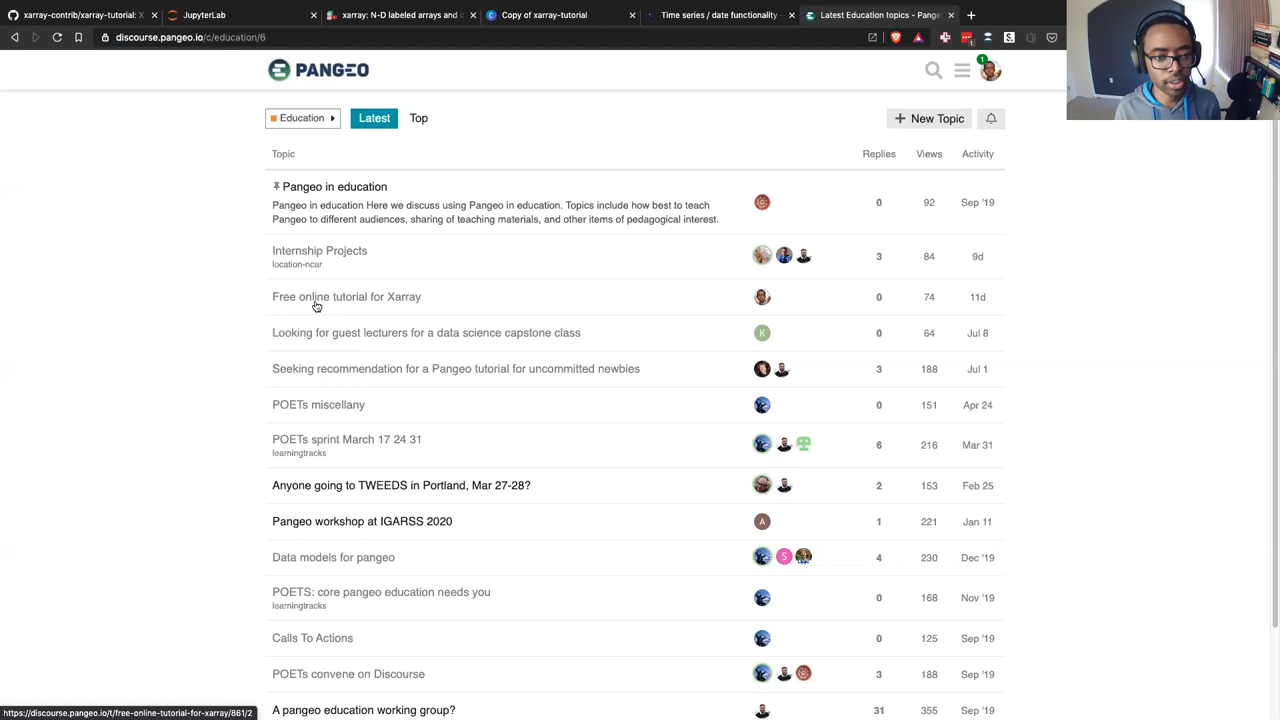 xarray-contrib/xarray-tutorial: X
JupyterLab
xarray: N-D labeled arrays and
Copy of xarray-tutorial
Time series / date functionality
Latest Education topics - Pange
discourse.pangeo.io/c/education/6
1
PANGEO
1
Education
Latest
Top
+ New Topic
Topic
Replies
Views
Activity
Pangeo in education
Pangeo in education Here we discuss using Pangeo in education. Topics include how best to teach
Pangeo to different audiences, sharing of teaching materials, and other items of pedagogical interest.
0
92
Sep '19
Internship Projects
location-ncar
3
84
9d
Free online tutorial for Xarray
0
74
11d
Looking for guest lecturers for a data science capstone class
K
0
64
Jul 8
Seeking recommendation for a Pangeo tutorial for uncommitted newbies
3
188
Jul 1
POETs miscellany
0
151
Apr 24
POETs sprint March 17 24 31
learningtracks
6
216
Mar 31
Anyone going to TWEEDS in Portland, Mar 27-28?
2
153
Feb 25
Pangeo workshop at IGARSS 2020
A
1
221
Jan 11
Data models for pangeo
S
4
230
Dec '19
POETS: core pangeo education needs you
learningtracks
0
168
Nov '19
Calls To Actions
0
125
Sep '19
POETs convene on Discourse
3
188
Sep '19
A pangeo education working group?
31
355
Sep '19
https://discourse.pangeo.io/t/free-online-tutorial-for-xarray/861/2